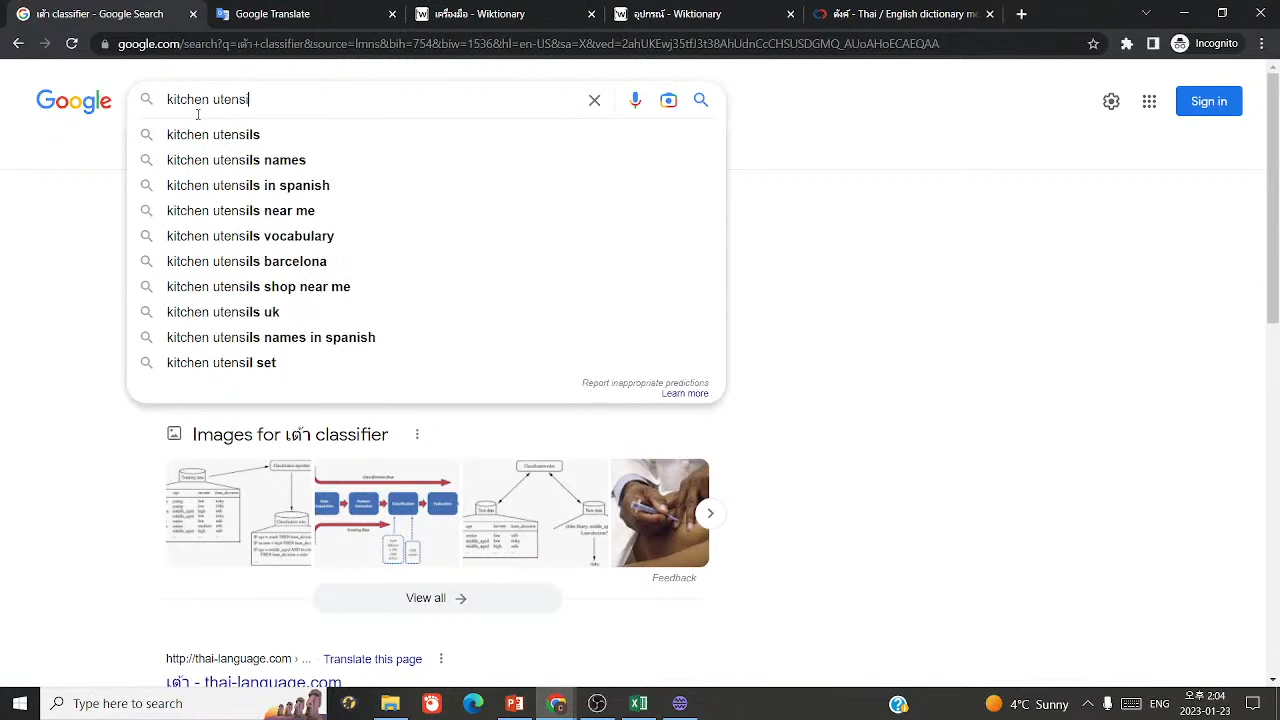 เต๋า classifier - Google Search
Google Translate
เครื่องมือ - Wiktionary
อุปกรณ์ - Wiktionary
google.com/search?q=เต๋า+classifier&source=lmns&bih=754&biw=1536&hl=en-US&sa=X&ved=2ahUKEwj35tfJ3t38AhUdnCcCHSUSDGMQ_AUoAHoECAEQAA
Incognito
Google
kitchen utensi
Sign in
kitchen utensils
kitchen utensils names
kitchen utensils in spanish
kitchen utensils near me
kitchen utensils vocabulary
kitchen utensils barcelona
kitchen utensils shop near me
kitchen utensils uk
kitchen utensils names in spanish
kitchen utensil set
Report inappropriate predictions
Learn more
Images for เต๋า classifier
Feedback
View all
http://thai-language.com › ...
Translate this page
เต๋า - thai-language.com
Type here to search
4°C Sunny
ENG
오후 2:04
2023-01-23